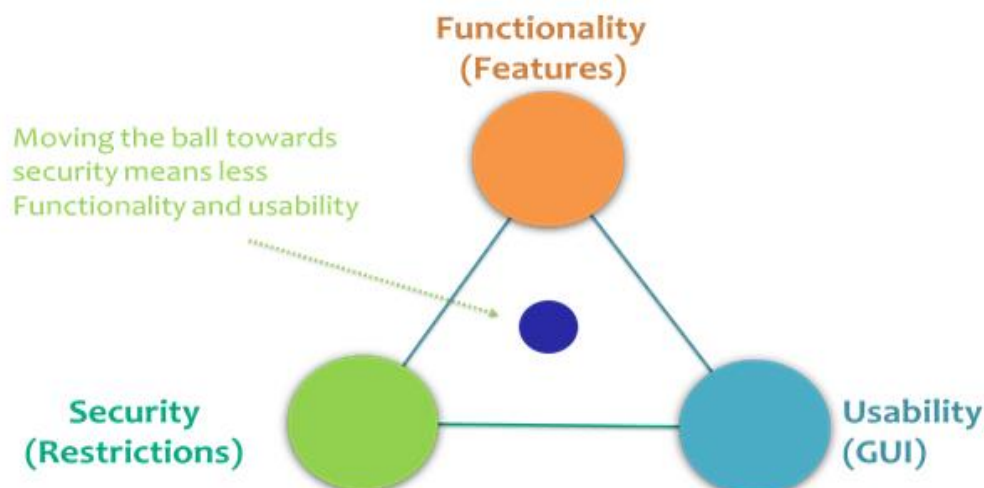 Functionality
(Features)
Moving the ball towards
security means less
Functionality and usability
Security
(Restrictions)
Usability
(GUI)